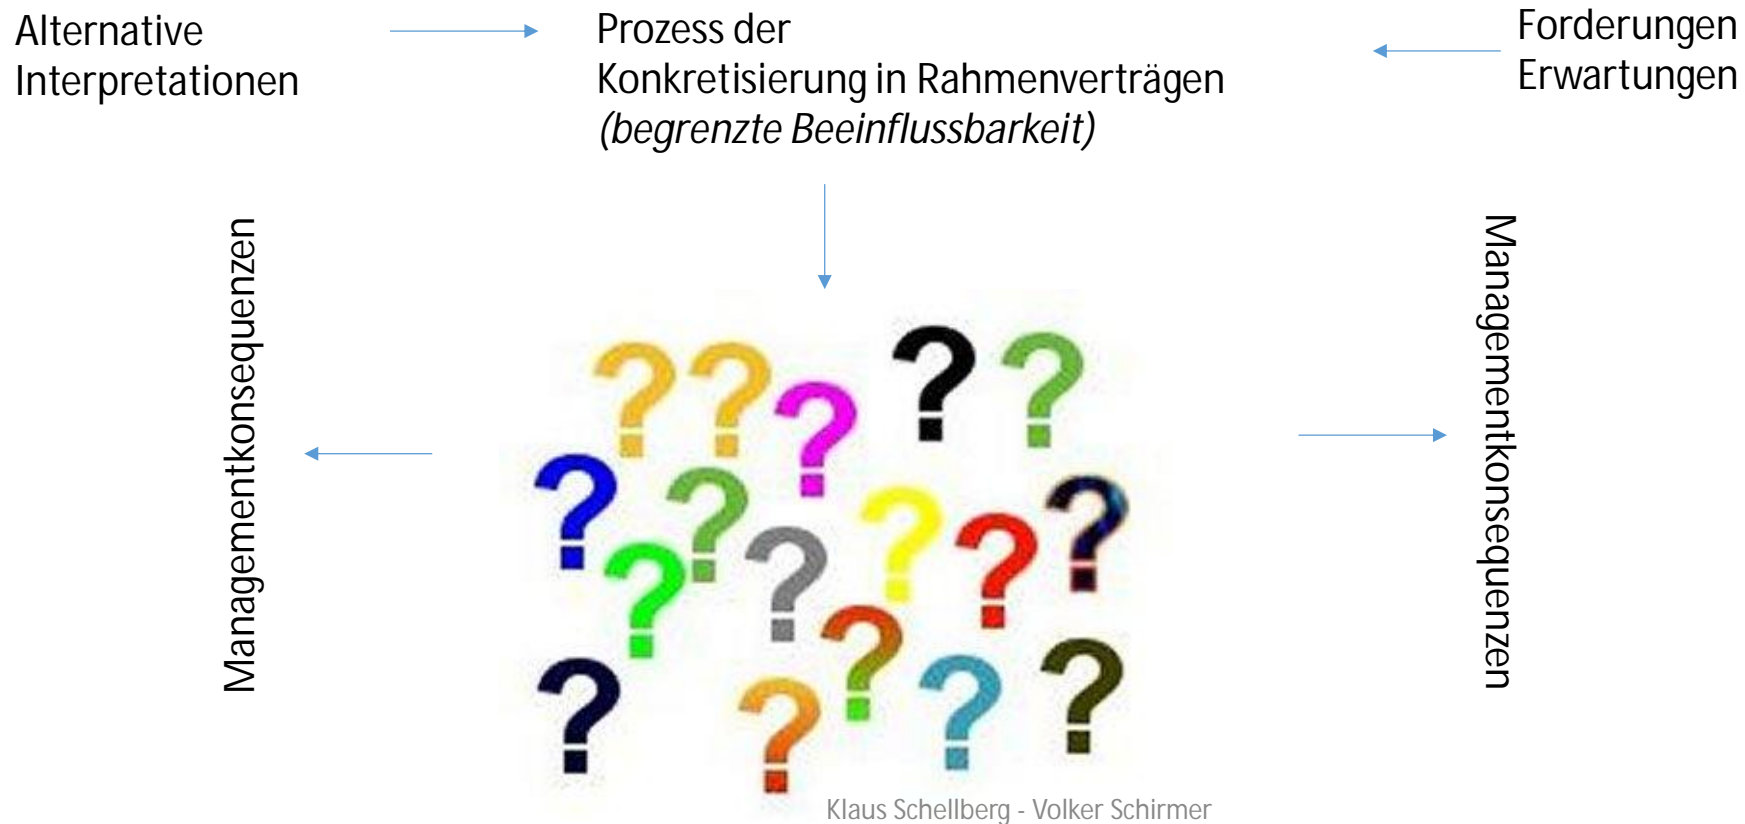 Alternative
Interpretationen
Prozess der
Konkretisierung in Rahmenverträgen
(begrenzte Beeinflussbarkeit)
Forderungen
Erwartungen
Managementkonsequenzen
? ? ? ? ?
? ? ? ? ?
? ?
? ? ? ? ?
Managementkonsequenzen
Klaus Schellberg - Volker Schirmer